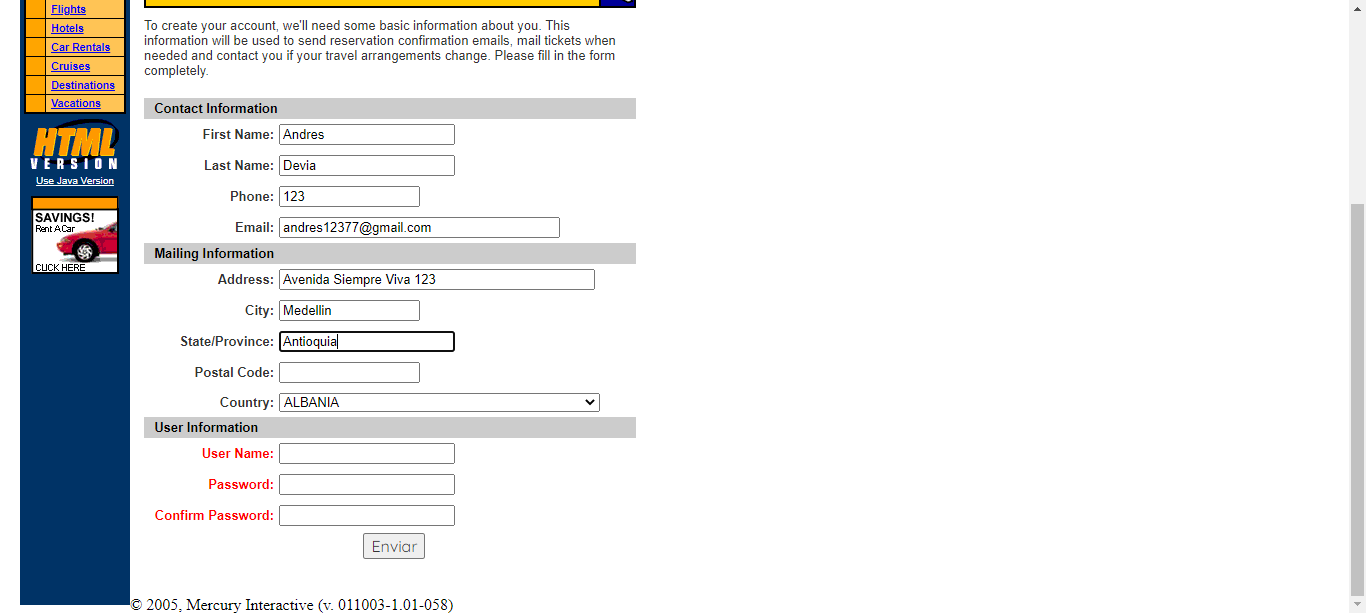 Flights
Hotels
Car Rentals
Cruises
Destinations
Vacations
HTML
VERSION
Use Java Version
SAVINGS!
Rent A Car
CLICK HERE
To create your account, we'll need some basic information about you. This
information will be used to send reservation confirmation emails, mail tickets when
needed and contact you if your travel arrangements change. Please fill in the form
completely.
Contact Information
First Name: Andres
Last Name: Devia
Phone: 123
Email: andres12377@gmail.com
Mailing Information
Address: Avenida Siempre Viva 123
City: Medellin
State/Province: Antioquia
Postal Code:
Country: ALBANIA
User Information
User Name:
Password:
Confirm Password:
Enviar
© 2005, Mercury Interactive (v. 011003-1.01-058)